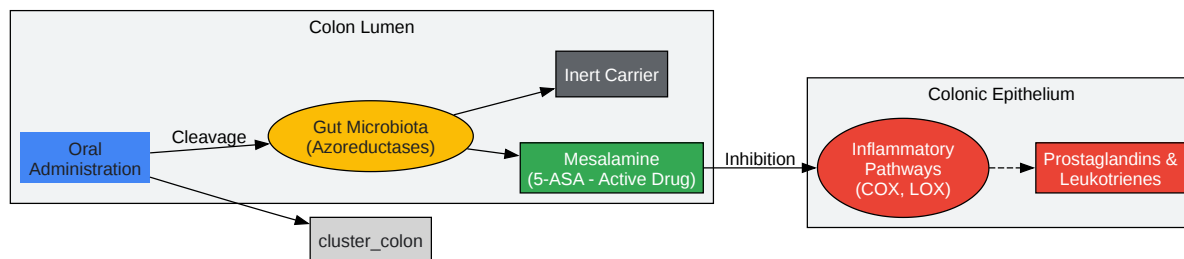 Colon Lumen
Oral
Administration
Cleavage
Gut Microbiota
(Azoreductases)
Inert Carrier
Mesalamine
(5-ASA - Active Drug)
cluster_colon
Inhibition
Colonic Epithelium
Inflammatory
Pathways
(COX, LOX)
Prostaglandins &
Leukotrienes